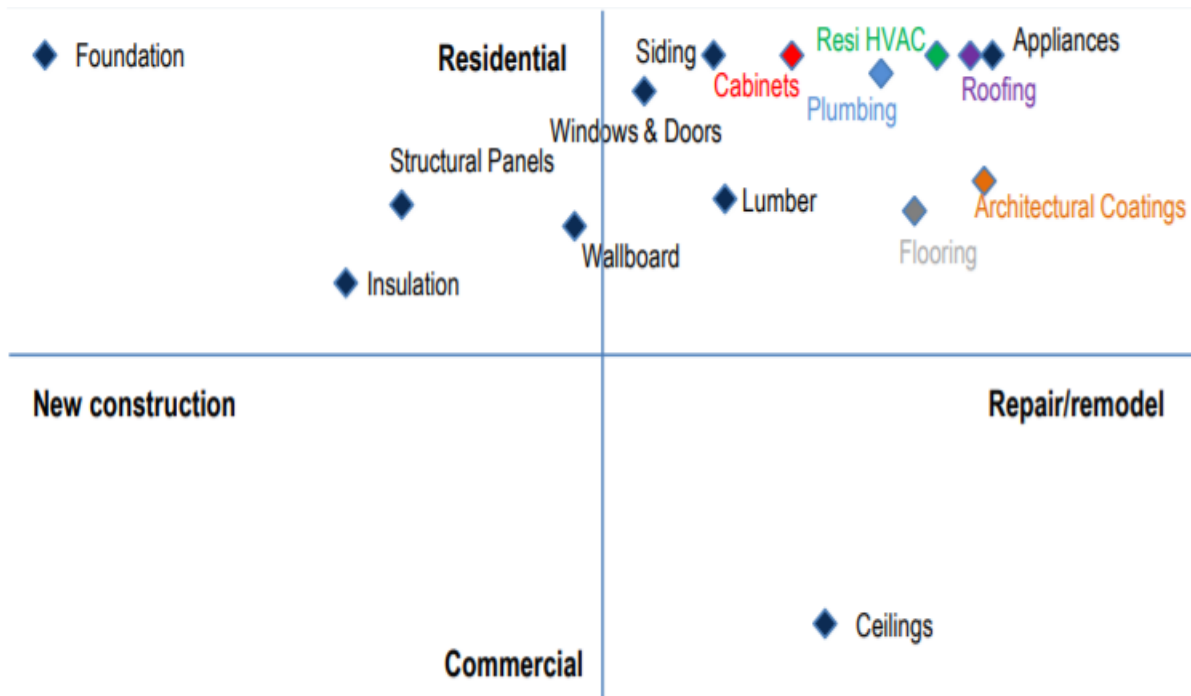 Foundation
Residential
Siding
Resi HVAC
Appliances
Cabinets
Plumbing
Roofing
Windows & Doors
Structural Panels
Lumber
Architectural Coatings
Wallboard
Flooring
Insulation
New construction
Repair/remodel
Ceilings
Commercial